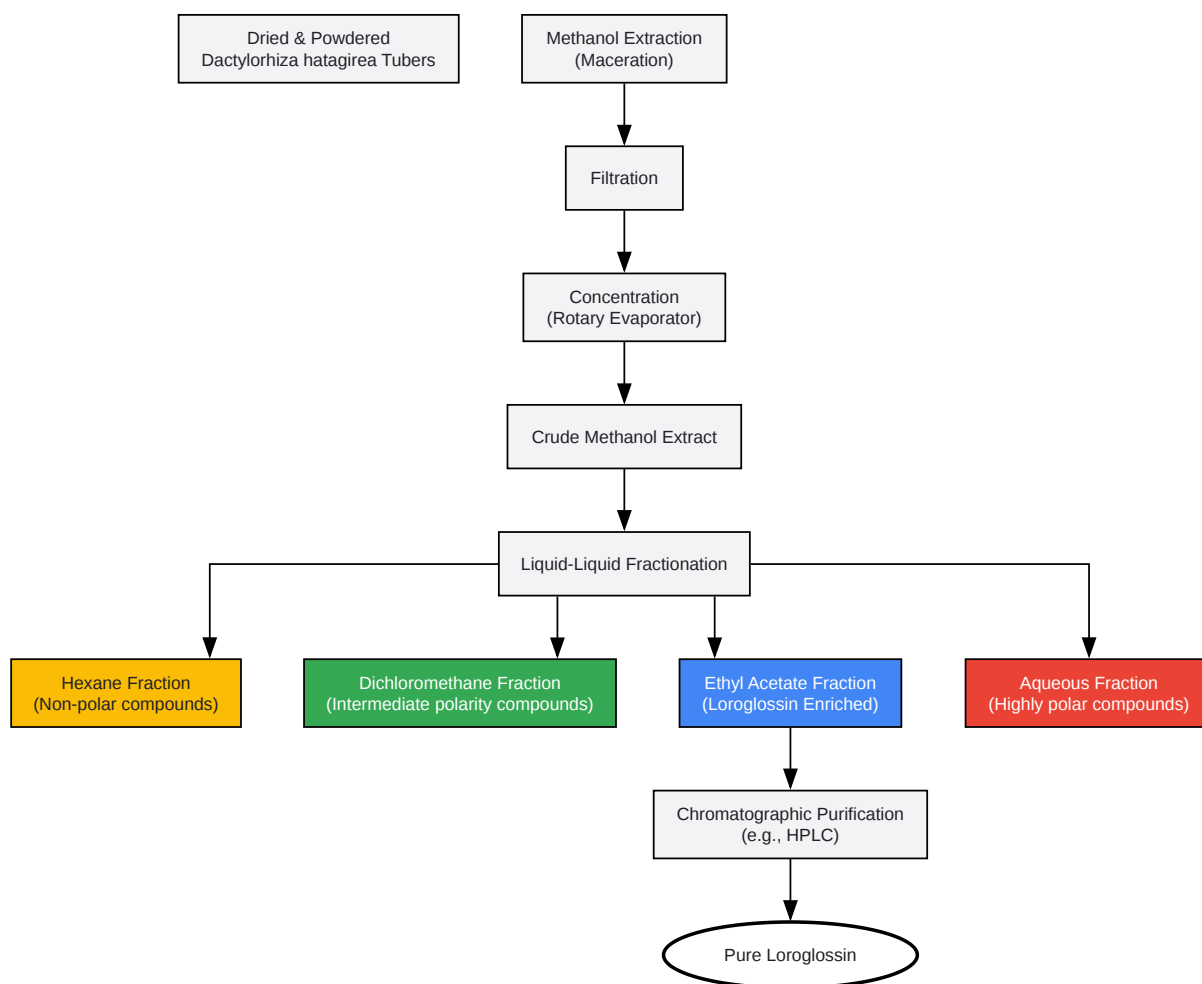 Dried & Powdered
Dactylorhiza hatagirea Tubers
Methanol Extraction
(Maceration)
Filtration
Concentration
(Rotary Evaporator)
Crude Methanol Extract
Liquid-Liquid Fractionation
Hexane Fraction
(Non-polar compounds)
Dichloromethane Fraction
(Intermediate polarity compounds)
Ethyl Acetate Fraction
(Loroglossin Enriched)
Aqueous Fraction
(Highly polar compounds)
Chromatographic Purification
(e.g., HPLC)
Pure Loroglossin